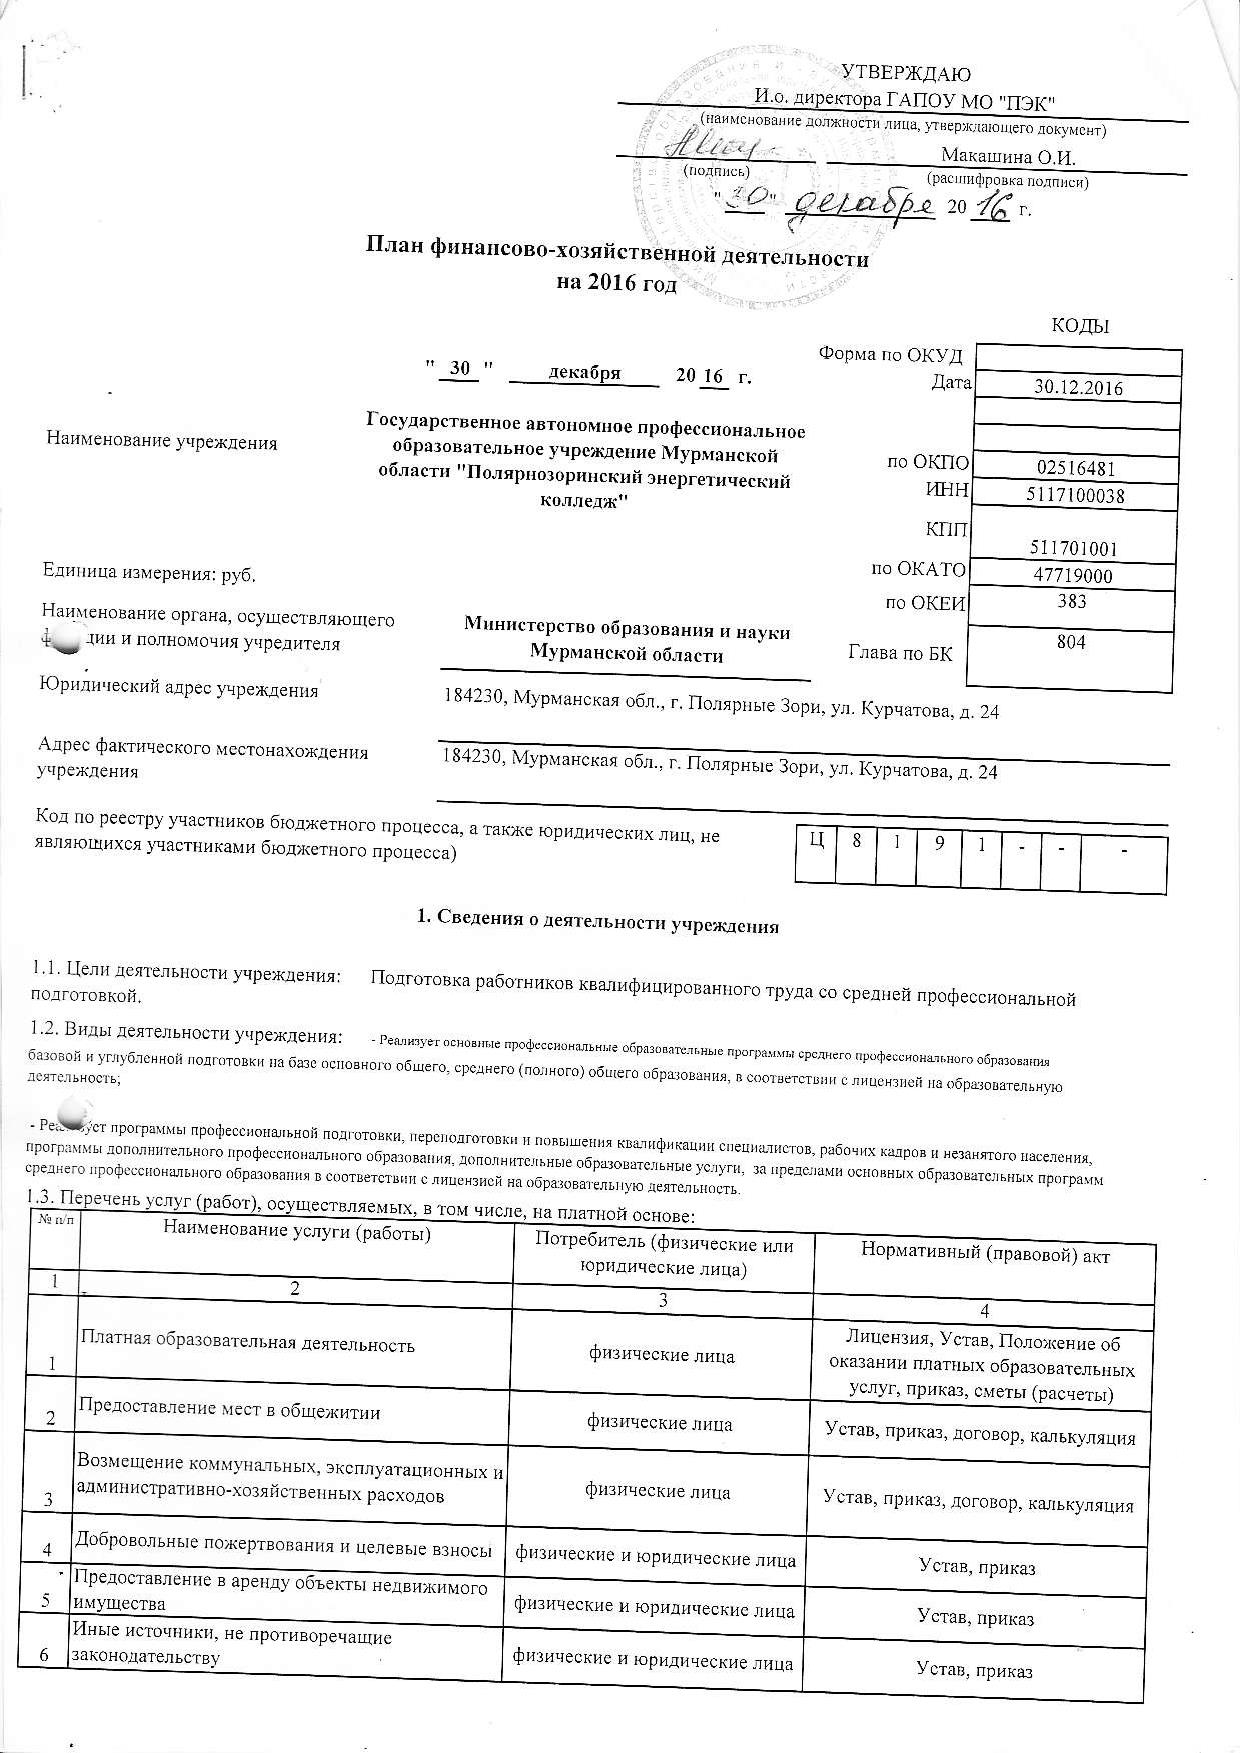 УТВЕРЖДАЮ
И.о. директора ГАПОУ МО "ПЭК"
(наименование должности лица, утверждающего документ)
Макашина О.И.
(подпись) (расшифровка подписи)
"30" декабря 2016 г.
План финансово-хозяйственной деятельности
на 2016 год
КОДЫ
Форма по ОКУД
" 30 " декабря 20 16 г.
Дата 30.12.2016
Наименование учреждения
Государственное автономное профессиональное
образовательное учреждение Мурманской
области "Полярнозоринский энергетический
колледж"
по ОКПО 02516481
ИНН 5117100038
КПП 511701001
Единица измерения: руб.
по ОКАТО 47719000
по ОКЕИ 383
Наименование органа, осуществляющего
ции и полномочия учредителя
Министерство образования и науки
Мурманской области
Глава по БК 804
Юридический адрес учреждения
184230, Мурманская обл., г. Полярные Зори, ул. Курчатова, д. 24
Адрес фактического местонахождения
учреждения
184230, Мурманская обл., г. Полярные Зори, ул. Курчатова, д. 24
Код по реестру участников бюджетного процесса, а также юридических лиц, не
являющихся участниками бюджетного процесса)
Ц 8 1 9 1 - - -
1. Сведения о деятельности учреждения
1.1. Цели деятельности учреждения: Подготовка работников квалифицированного труда со средней профессиональной
подготовкой.
1.2. Виды деятельности учреждения: - Реализует основные профессиональные образовательные программы среднего профессионального образования
базовой и углубленной подготовки на базе основного общего, среднего (полного) общего образования, в соответствии с лицензией на образовательную
деятельность;
- Реализует программы профессиональной подготовки, переподготовки и повышения квалификации специалистов, рабочих кадров и незанятого населения,
программы дополнительного профессионального образования, дополнительные образовательные услуги, за пределами основных образовательных программ
среднего профессионального образования в соответствии с лицензией на образовательную деятельность.
1.3. Перечень услуг (работ), осуществляемых, в том числе, на платной основе:
№ п/п Наименование услуги (работы) Потребитель (физические или
юридические лица) Нормативный (правовой) акт
1 2 3 4
1 Платная образовательная деятельность физические лица Лицензия, Устав, Положение об
оказании платных образовательных
услуг, приказ, сметы (расчеты)
2 Предоставление мест в общежитии физические лица Устав, приказ, договор, калькуляция
3 Возмещение коммунальных, эксплуатационных и
административно-хозяйственных расходов физические лица Устав, приказ, договор, калькуляция
4 Добровольные пожертвования и целевые взносы физические и юридические лица Устав, приказ
5 Предоставление в аренду объекты недвижимого
имущества физические и юридические лица Устав, приказ
6 Иные источники, не противоречащие
законодательству физические и юридические лица Устав, приказ